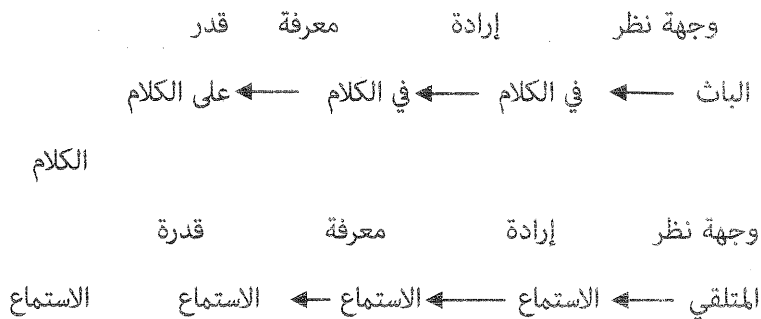 وجهة نظر إرادة معرفة قدر
الباث في الكلام في الكلام على الكلام
الكلام
وجهة نظر إرادة معرفة قدرة
المتلقي الاستماع الاستماع الاستماع الاستماع